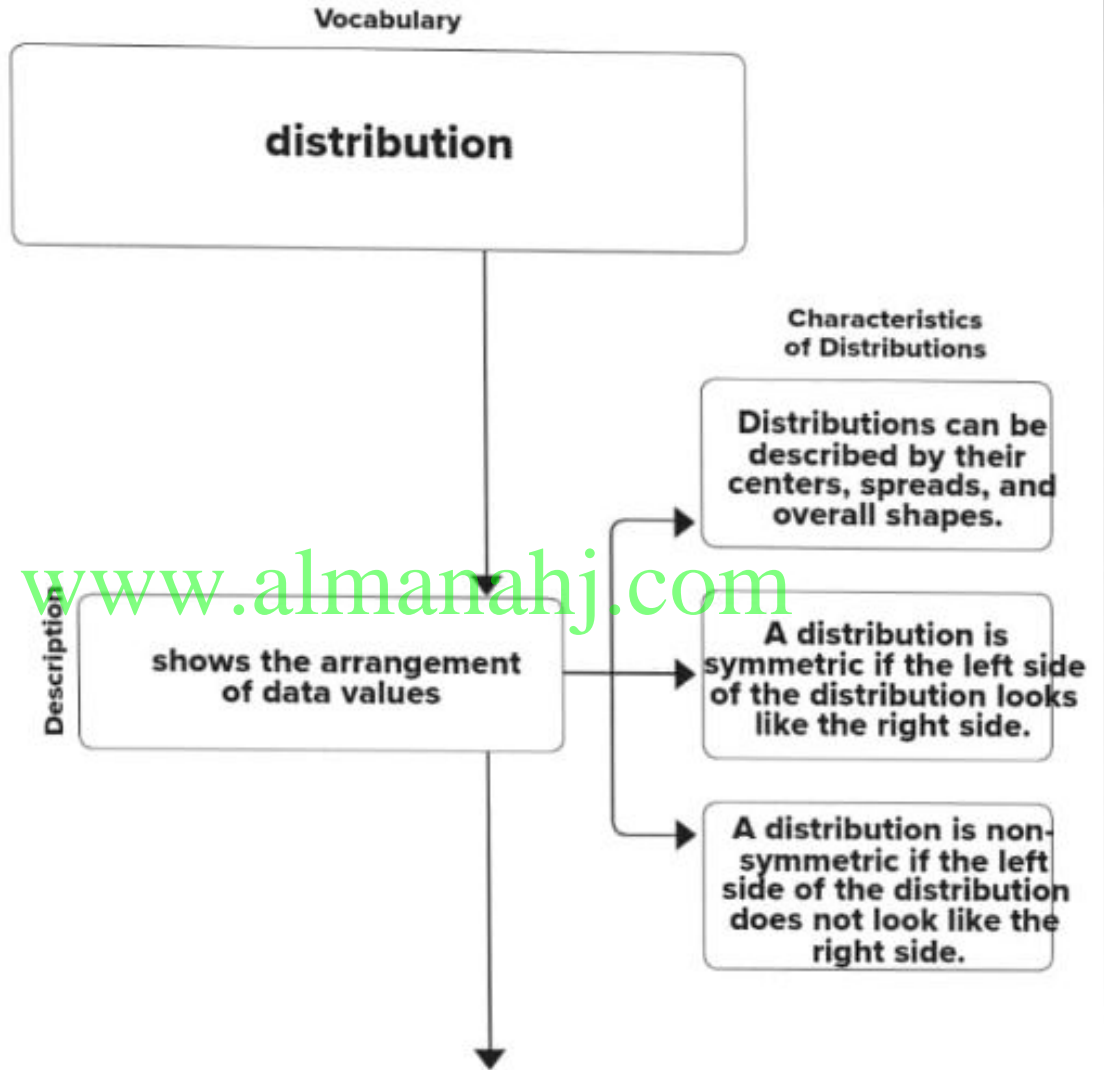 Vocabulary
distribution
Characteristics
of Distributions
Distributions can be
described by their
centers, spreads, and
overall shapes.
www.almanahj.com
Description
shows the arrangement
of data values
A distribution is
symmetric if the left side
of the distribution looks
like the right side.
A distribution is non-
symmetric if the left
side of the distribution
does not look like the
right side.